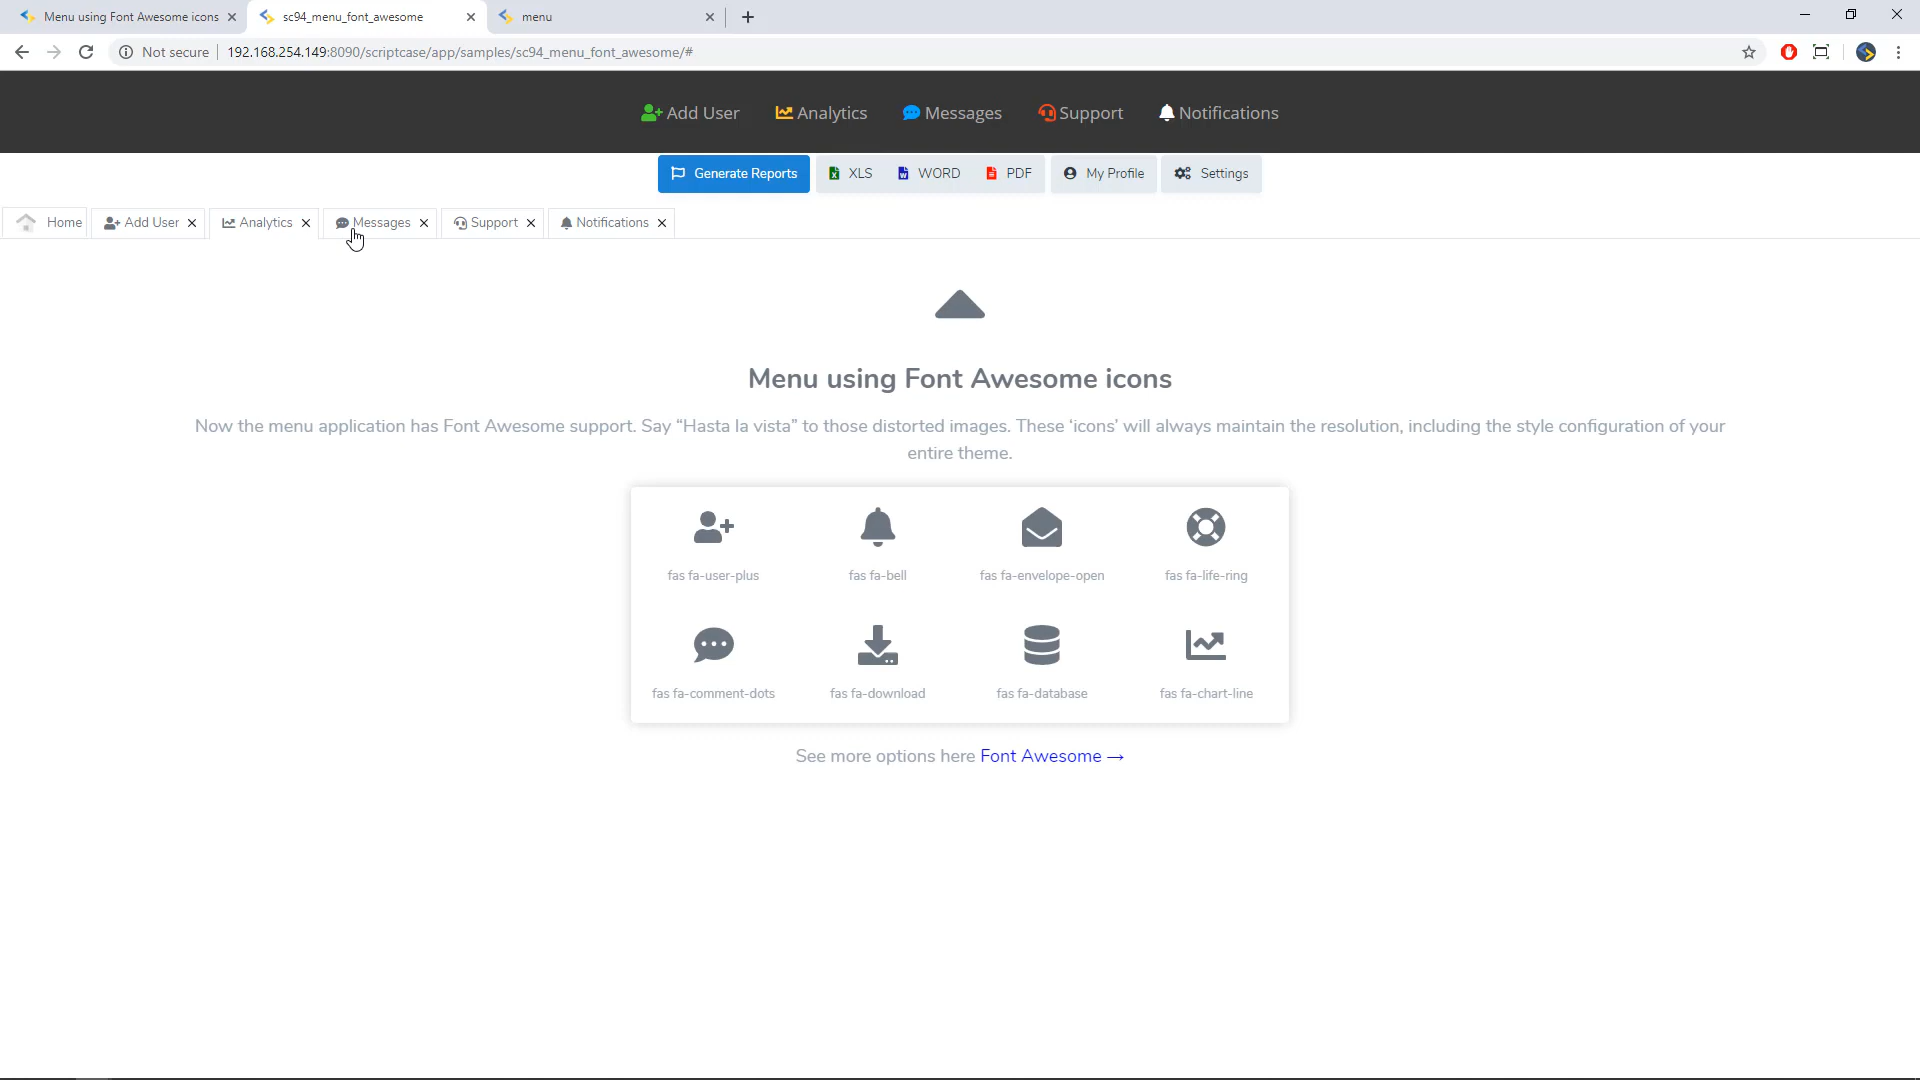 Menu using Font Awesome icons
sc94_menu_font_awesome
menu
Not secure
192.168.254.149:8090/scriptcase/app/samples/sc94_menu_font_awesome/#
Add User
Analytics
Messages
Support
Notifications
Generate Reports
XLS
WORD
PDF
My Profile
Settings
Home
Add User
Analytics
Messages
Support
Notifications
Menu using Font Awesome icons
Now the menu application has Font Awesome support. Say “Hasta la vista” to those distorted images. These ‘icons’ will always maintain the resolution, including the style configuration of your
entire theme.
fas fa-user-plus
fas fa-bell
fas fa-envelope-open
fas fa-life-ring
fas fa-comment-dots
fas fa-download
fas fa-database
fas fa-chart-line
See more options here Font Awesome →